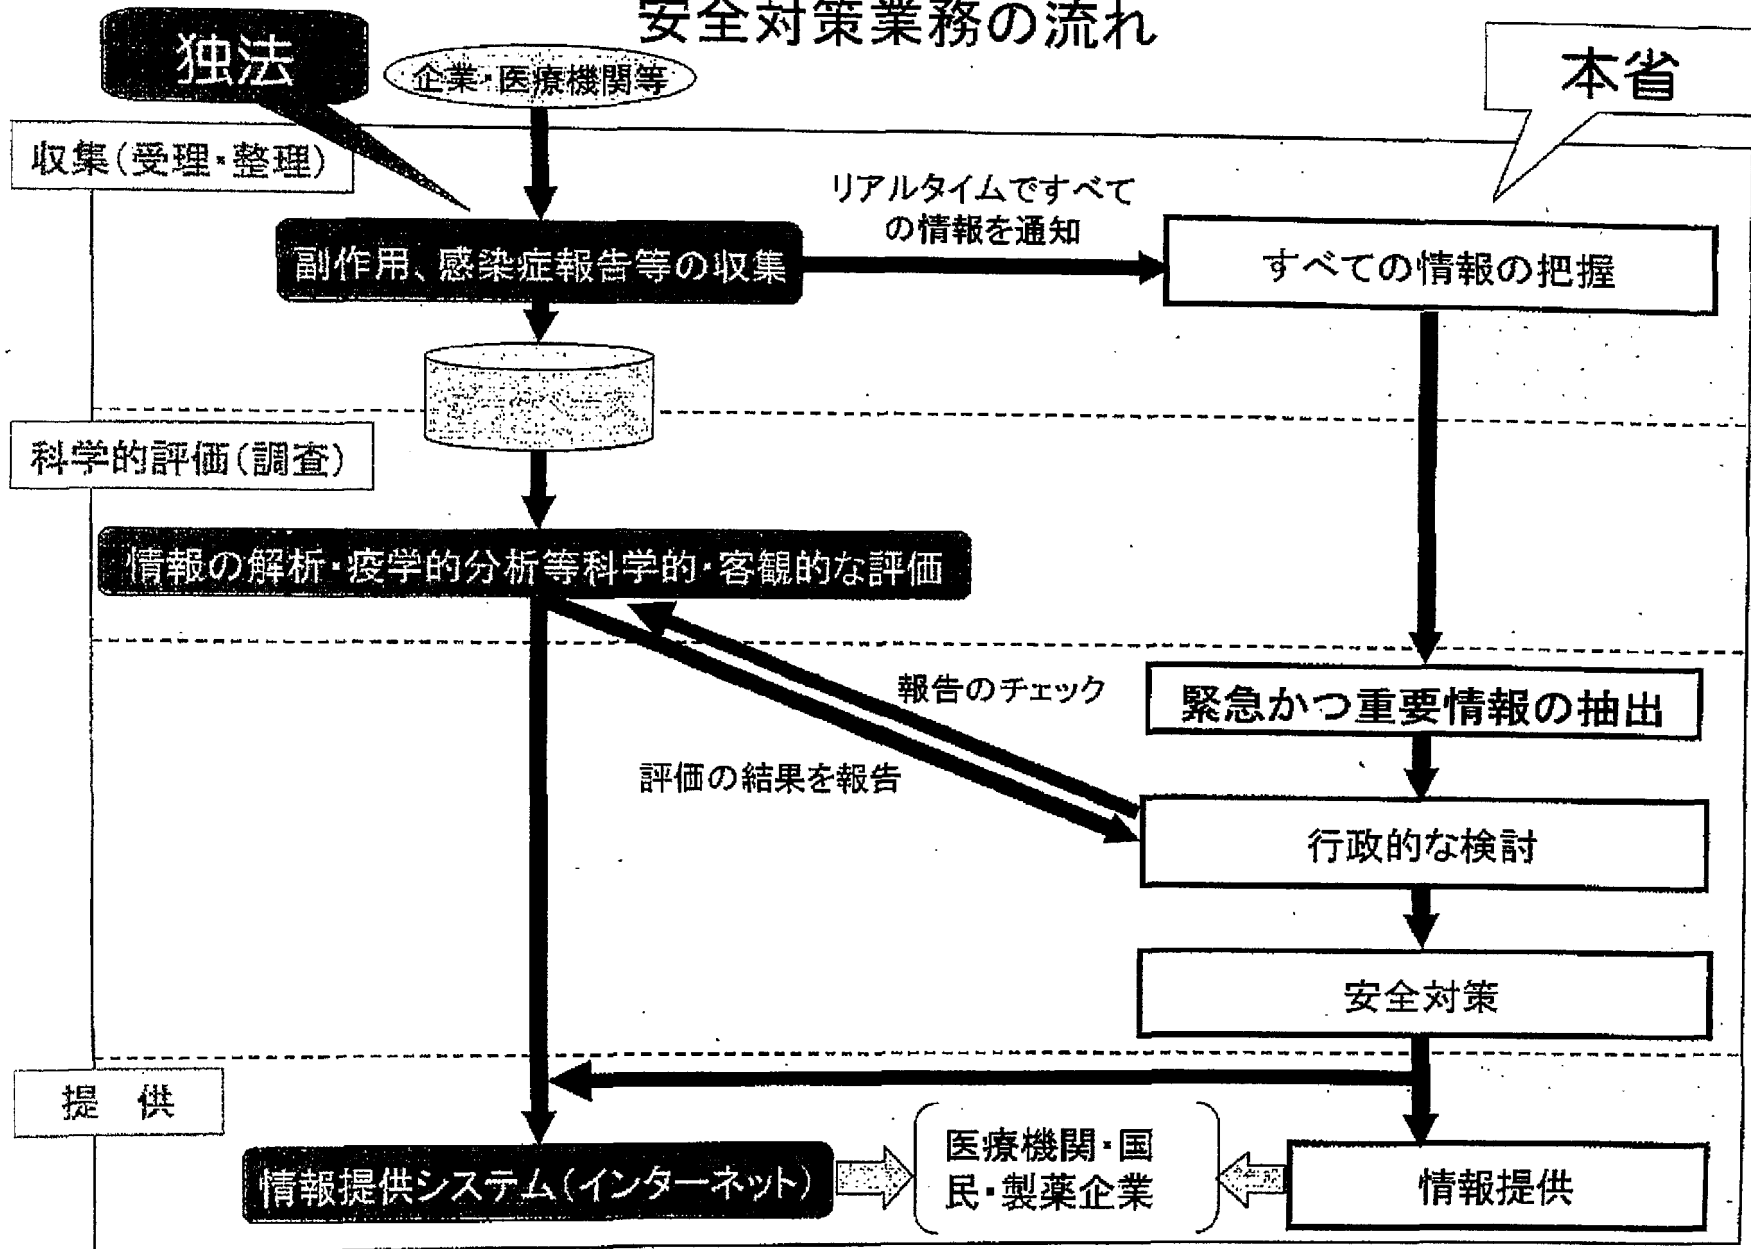 安全対策業務の流れ
独法
企業・医療機関等
本省
収集(受理・整理)
リアルタイムですべて
の情報を通知
副作用、感染症報告等の収集
すべての情報の把握
科学的評価(調査)
情報の解析・疫学的分析等科学的・客観的な評価
報告のチェック
緊急かつ重要情報の抽出
評価の結果を報告
行政的な検討
安全対策
提 供
医療機関・国
民・製薬企業
情報提供システム(インターネット)
情報提供